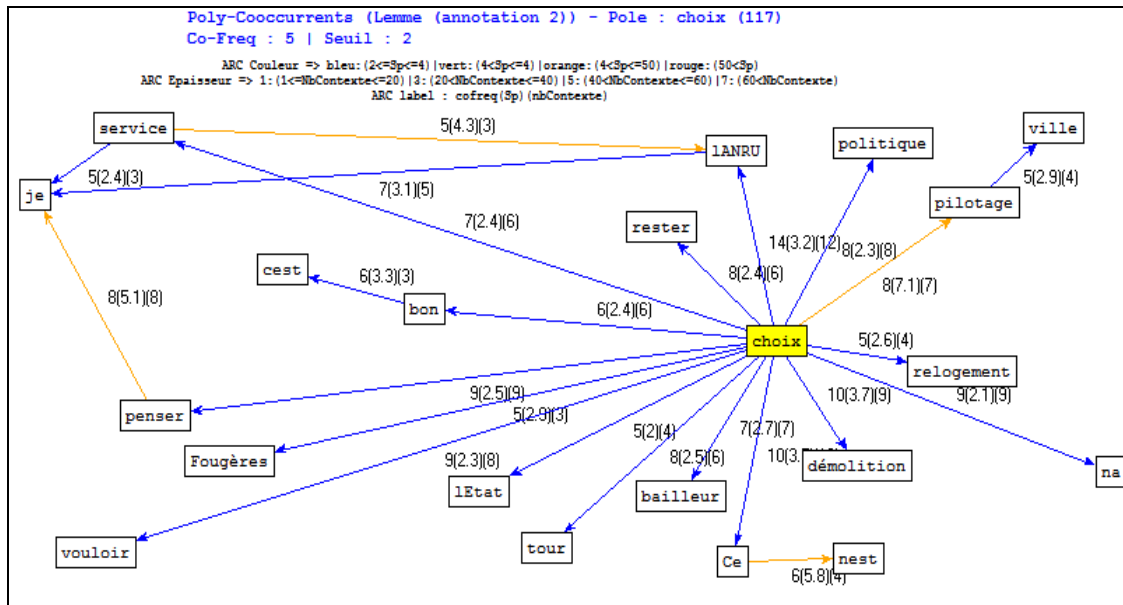 Poly-Cooccurrents (Lemme (annotation 2)) - Pole : choix (117)
Co-Freq : 5 | Seuil : 2
ARC Couleur => bleu:(2<=Sp<=4)|vert:(4<Sp<=4)|orange:(4<Sp<=50)|rouge:(50<Sp)
ARC Epaisseur => 1:(1<=NbContexte<=20)|3:(20<NbContexte<=40)|5:(40<NbContexte<=60)|7:(60<NbContexte)
ARC label : cofreq(Sp)(nbContexte)
service
5(4.3)(3)
lANRU
politique
ville
5(2.4)(3)
7(3.1)(5)
5(2.9)(4)
je
pilotage
7(2.4)(6)
rester
14(3.2)(12)
8(2.3)(8)
cest
6(3.3)(3)
8(2.4)(6)
8(7.1)(7)
8(5.1)(8)
bon
6(2.4)(6)
choix
5(2.6)(4)
relogement
9(2.5)(9)
10(3.7)(9)
9(2.1)(9)
penser
5(2.9)(3)
5(2)(4)
7(2.7)(7)
Fougères
9(2.3)(8)
8(2.5)(6)
10(3.
démolition
na
lEtat
bailleur
vouloir
tour
Ce
nest
6(5.8)(4)